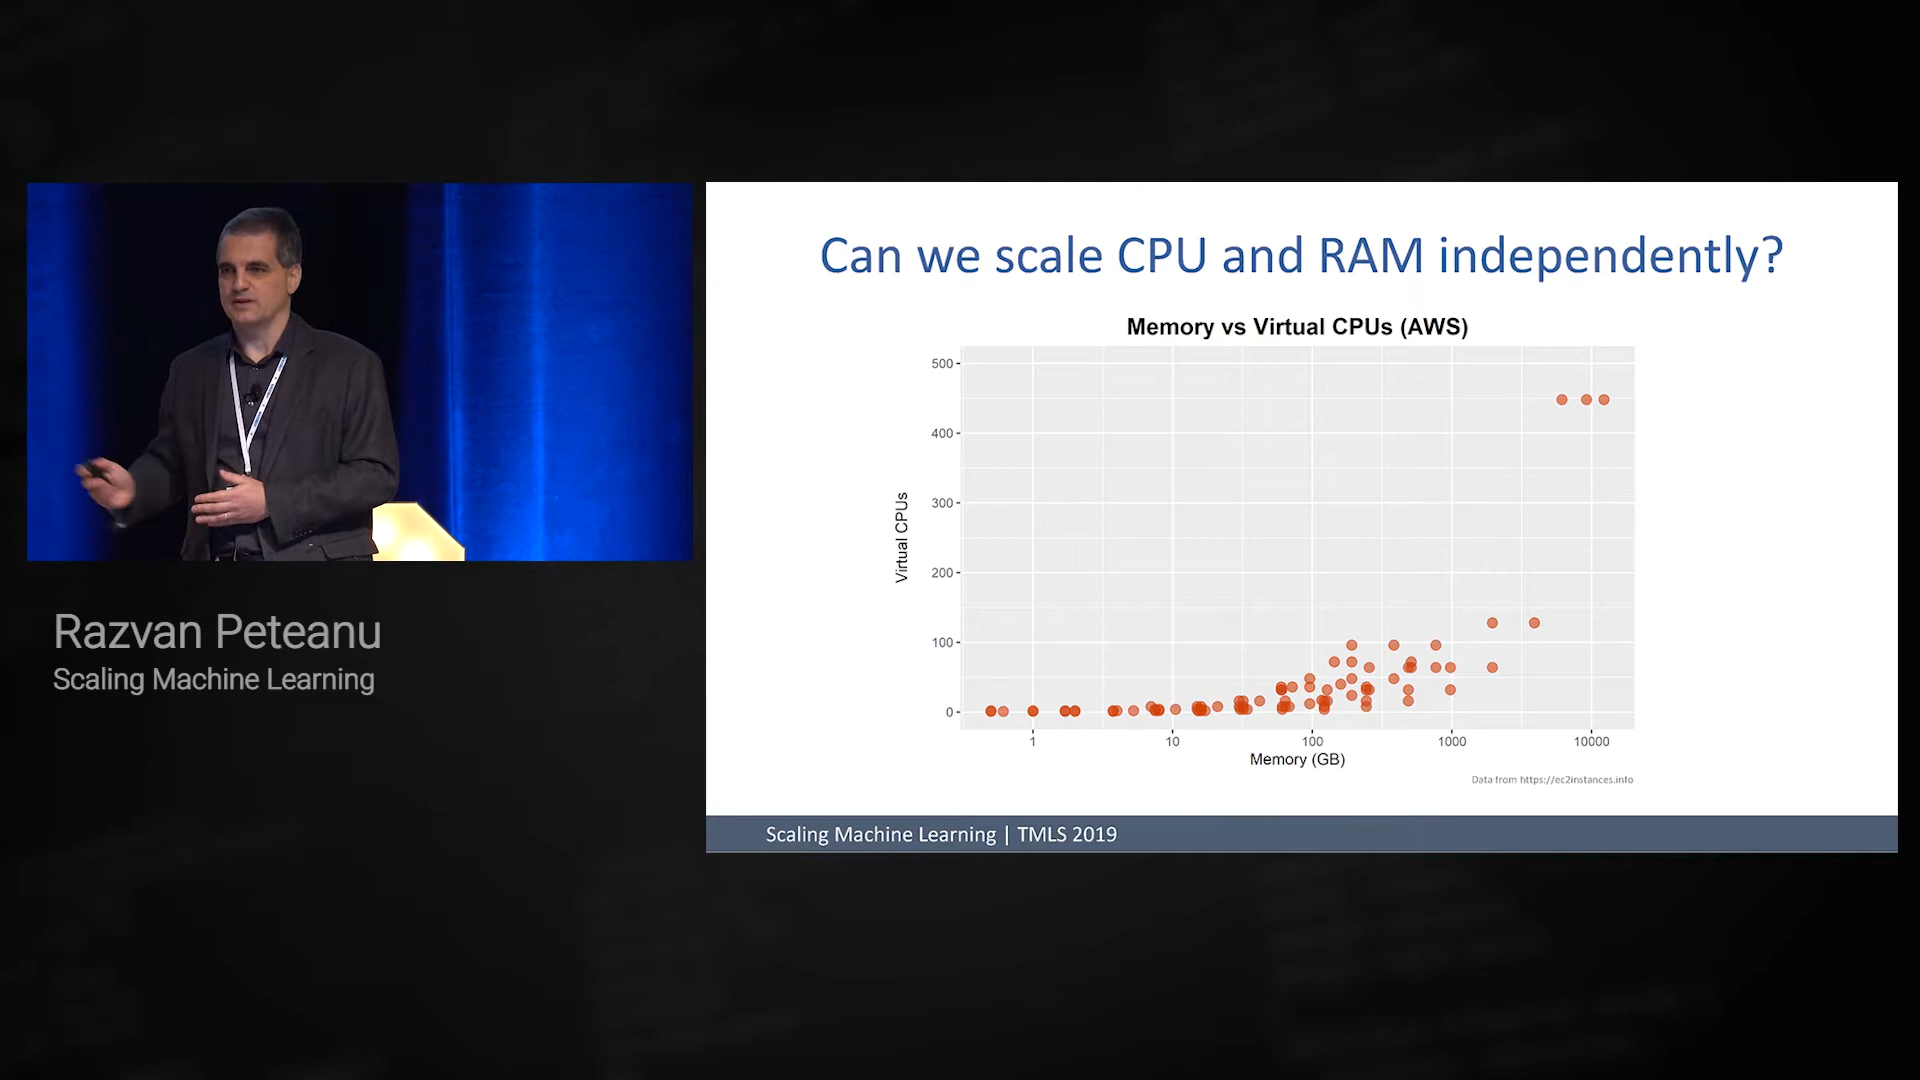 Can we scale CPU and RAM independently?
Memory vs Virtual CPUs (AWS)
500
400
300
200
100
0
Virtual CPUs
1 10 100 1000 10000
Memory (GB)
Data from https://ec2instances.info
Scaling Machine Learning | TMLS 2019
Razvan Peteanu
Scaling Machine Learning